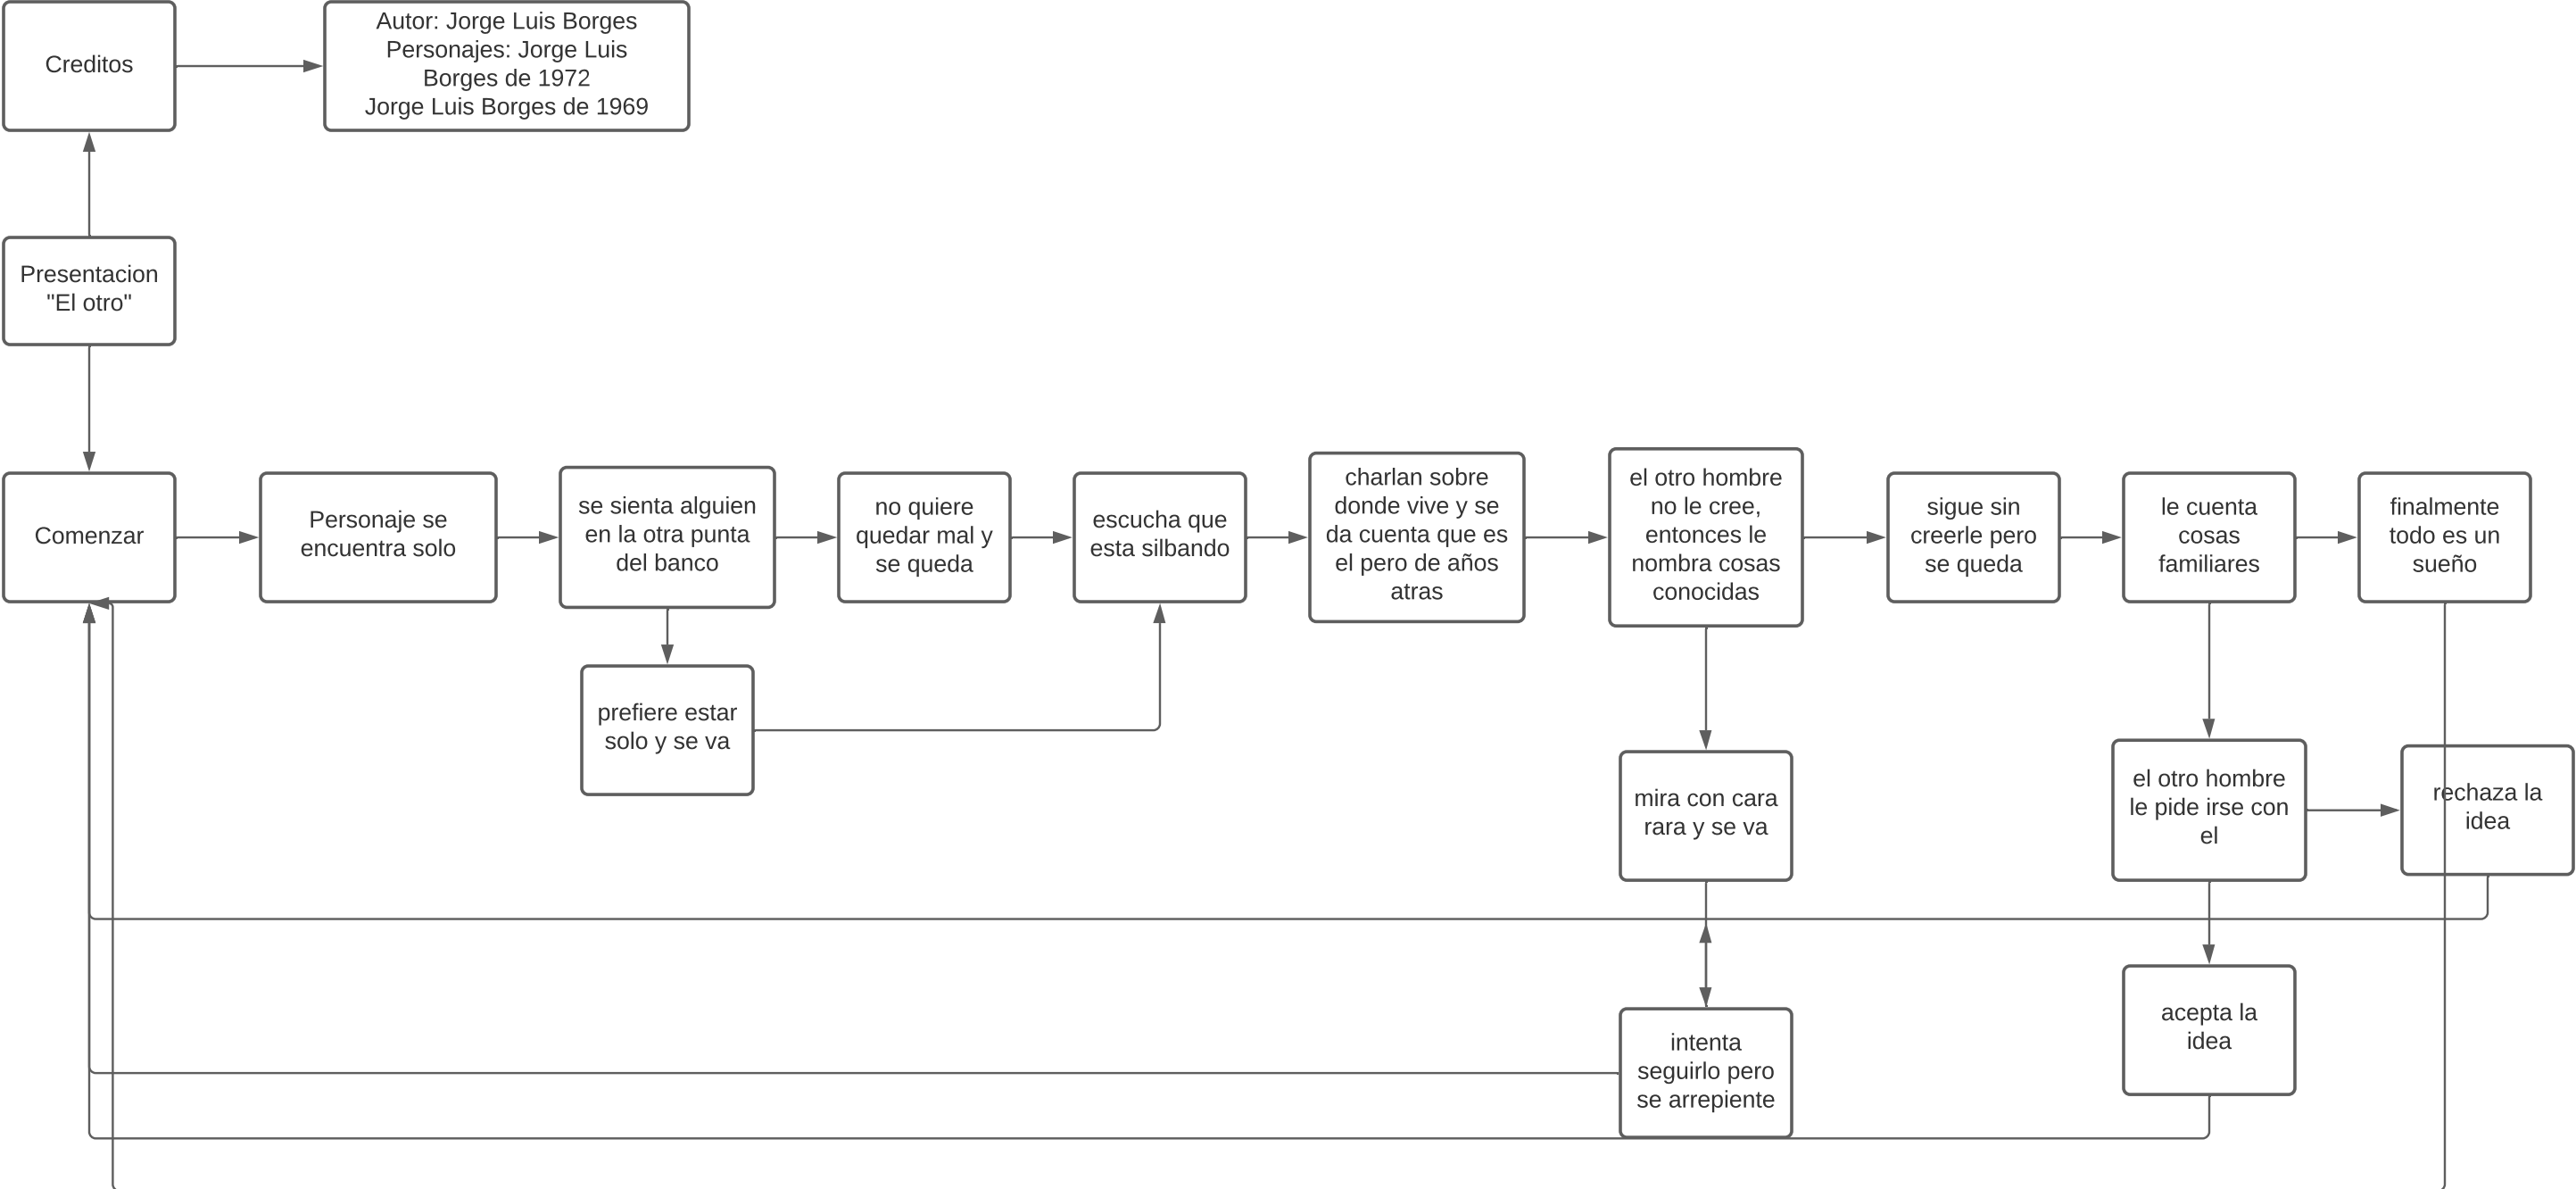 Creditos
Autor: Jorge Luis Borges
Personajes: Jorge Luis
Borges de 1972
Jorge Luis Borges de 1969
Presentacion
"El otro"
Comenzar
Personaje se
encuentra solo
se sienta alguien
en la otra punta
del banco
no quiere
quedar mal y
se queda
escucha que
esta silbando
charlan sobre
donde vive y se
da cuenta que es
el pero de años
atras
el otro hombre
no le cree,
entonces le
nombra cosas
conocidas
sigue sin
creerle pero
se queda
le cuenta
cosas
familiares
finalmente
todo es un
sueño
prefiere estar
solo y se va
mira con cara
rara y se va
el otro hombre
le pide irse con
el
rechaza la
idea
intenta
seguirlo pero
se arrepiente
acepta la
idea